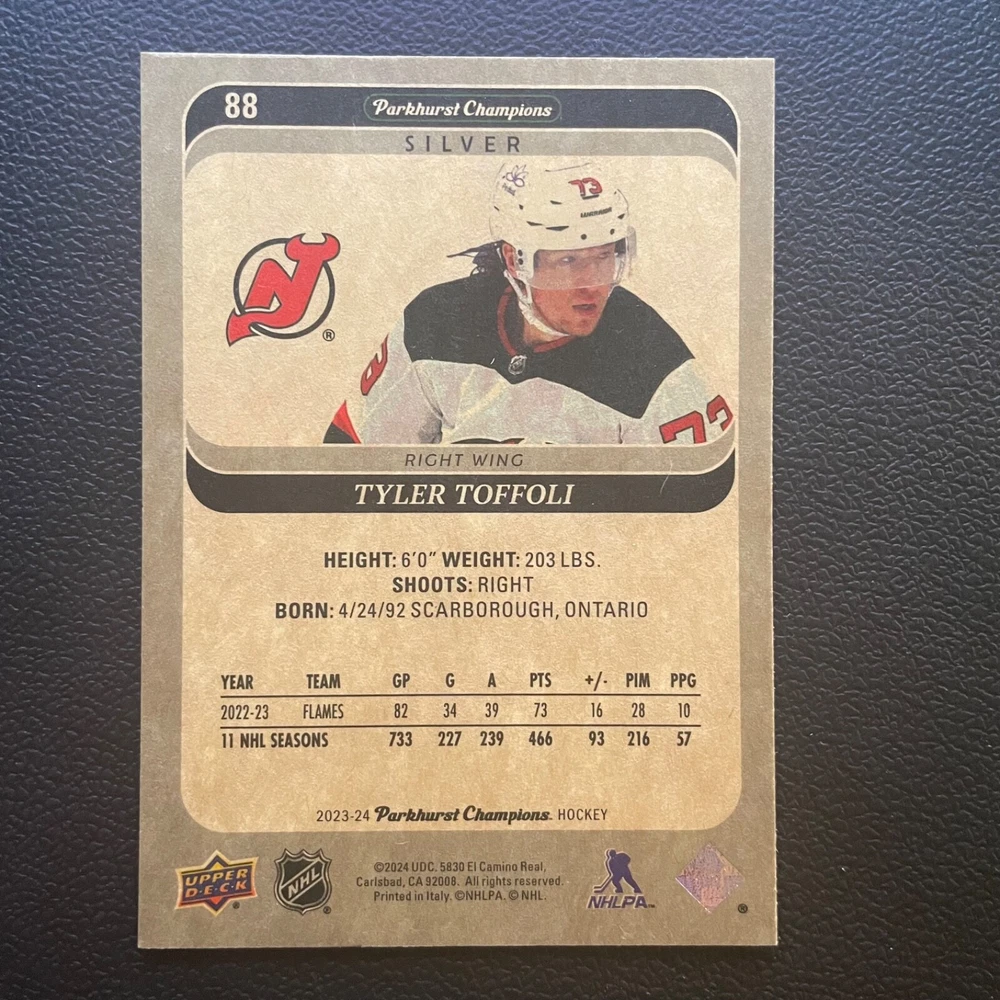 88
Parkhurst Champions
SILVER
73
®
73
RIGHT WING
TYLER TOFFOLI
HEIGHT: 6'0" WEIGHT: 203 LBS.
SHOOTS: RIGHT
BORN: 4/24/92 SCARBOROUGH, ONTARIO
YEAR TEAM GP G A PTS +/- PIM PPG
2022-23 FLAMES 82 34 39 73 16 28 10
11 NHL SEASONS 733 227 239 466 93 216 57
2023-24 Parkhurst Champions HOCKEY
UPPER DECK ®
NHL ®
©2024 UDC. 5830 El Camino Real,
Carlsbad, CA 92008. All rights reserved.
Printed in Italy. ©NHLPA. © NHL.
NHLPA™
®